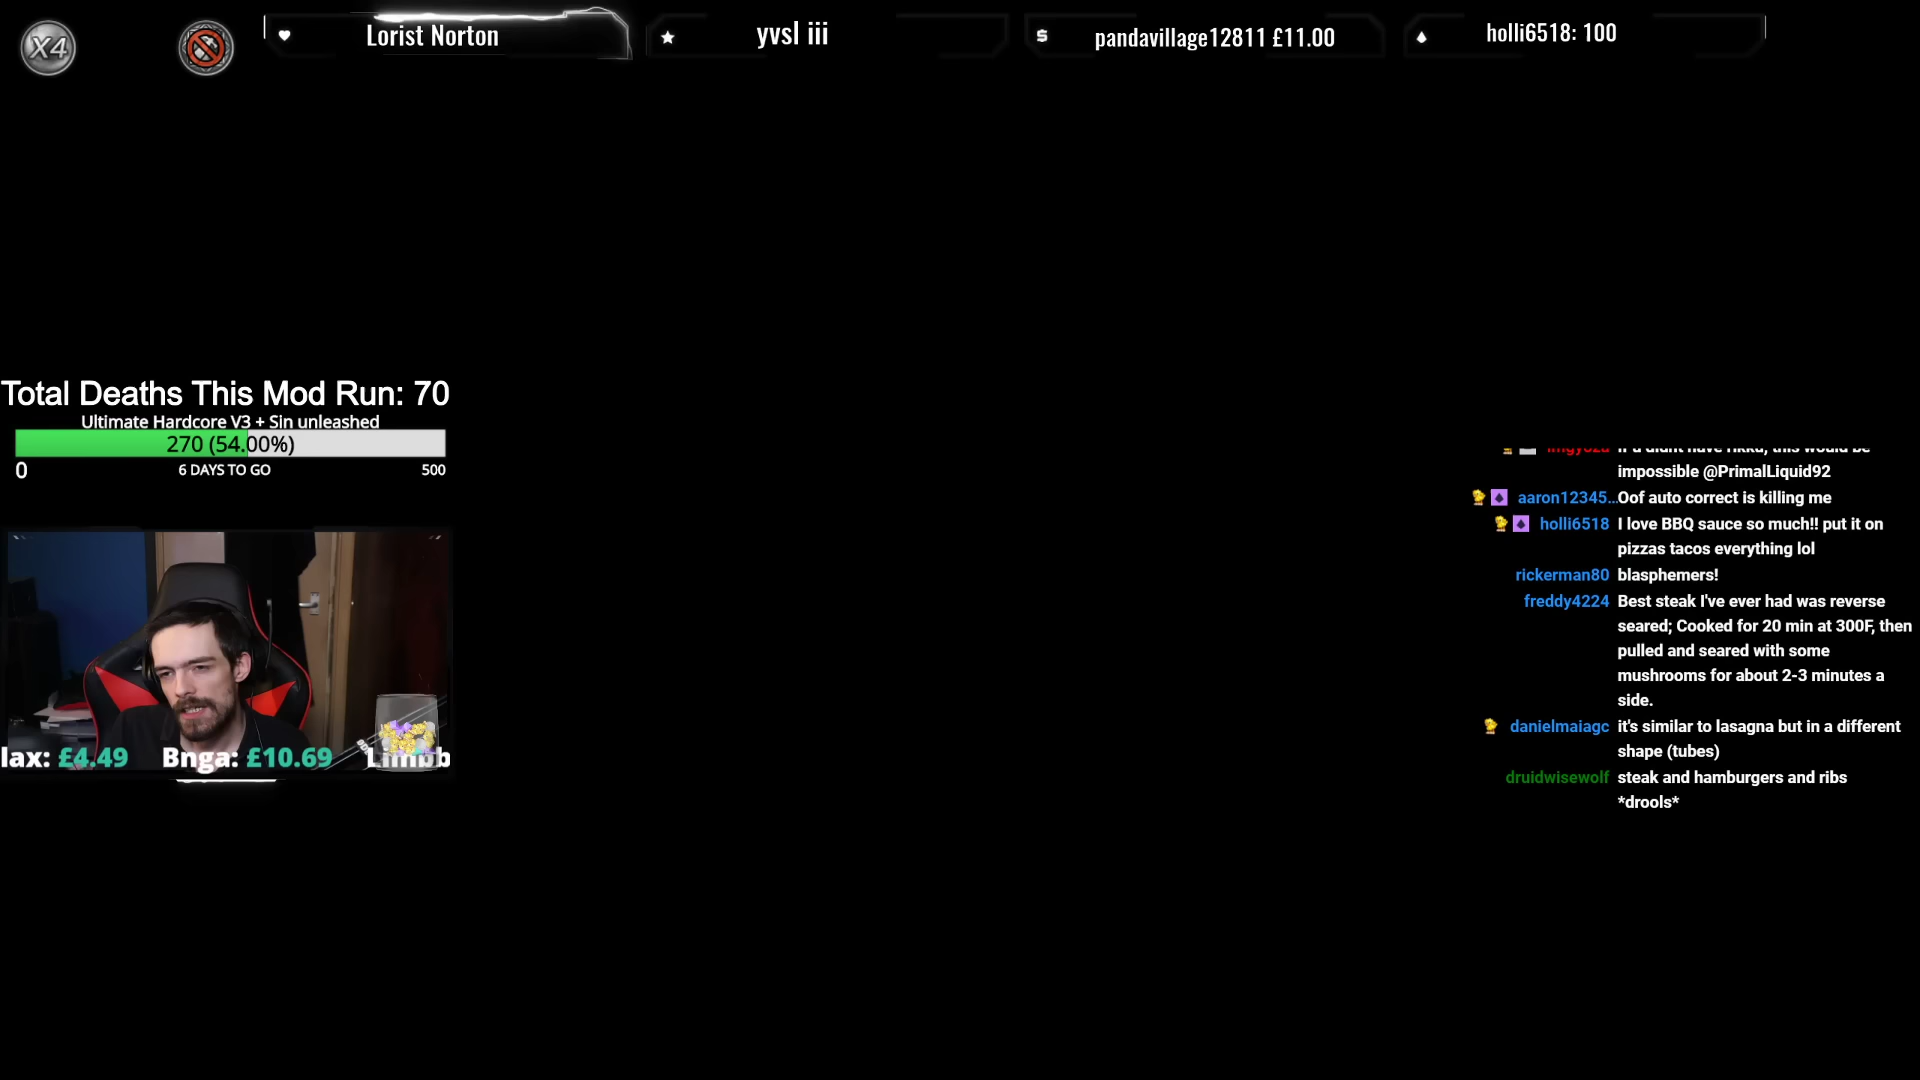 X4
Lorist Norton
yvsl iii
pandavillage12811 £11.00
holli6518: 100
Total Deaths This Mod Run: 70
Ultimate Hardcore V3 + Sin unleashed
270 (54.00%)
0
6 DAYS TO GO
500
impossible @PrimalLiquid92
aaron12345... Oof auto correct is killing me
holli6518 I love BBQ sauce so much!! put it on
pizzas tacos everything lol
rickerman80 blasphemers!
freddy4224 Best steak I've ever had was reverse
seared; Cooked for 20 min at 300F, then
pulled and seared with some
mushrooms for about 2-3 minutes a
side.
danielmaiagc it's similar to lasagna but in a different
shape (tubes)
druidwisewolf steak and hamburgers and ribs
*drools*
lax: £4.49 Bnga: £10.69